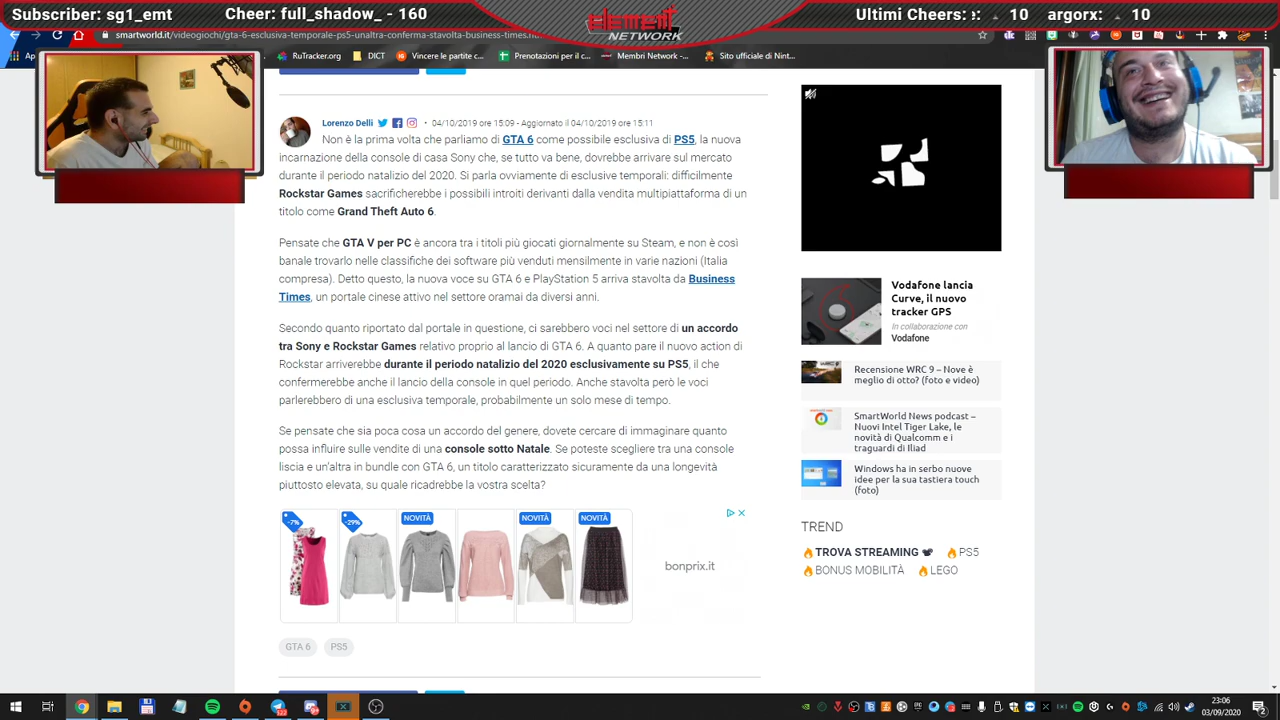 Subscriber: sg1_emt
Cheer: full_shadow_ - 160
element
NETWORK
Ultimi Cheers:
10
argorx:
10
smartworld.it/videogiochi/gta-6-esclusiva-temporale-ps5-unaltra-conferma-stavolta-business-times.
RuTracker.org
DICT
Vincere le partite c...
Prenotazioni per il c...
Membri Network -...
Sito ufficiale di Nint...
Lorenzo Delli
04/10/2019 ore 15:09 - Aggiornato il 04/10/2019 ore 15:11
Non è la prima volta che parliamo di GTA 6 come possibile esclusiva di PS5, la nuova
incarnazione della console di casa Sony che, se tutto va bene, dovrebbe arrivare sul mercato
durante il periodo natalizio del 2020. Si parla ovviamente di esclusive temporali: difficilmente
Rockstar Games sacrificherebbe i possibili introiti derivanti dalla vendita multipiattaforma di un
titolo come Grand Theft Auto 6.
Pensate che GTA V per PC è ancora tra i titoli più giocati giornalmente su Steam, e non è così
banale trovarlo nelle classifiche dei software più venduti mensilmente in varie nazioni (Italia
compresa). Detto questo, la nuova voce su GTA 6 e PlayStation 5 arriva stavolta da Business
Times, un portale cinese attivo nel settore oramai da diversi anni.
Secondo quanto riportato dal portale in questione, ci sarebbero voci nel settore di un accordo
tra Sony e Rockstar Games relativo proprio al lancio di GTA 6. A quanto pare il nuovo action di
Rockstar arriverebbe durante il periodo natalizio del 2020 esclusivamente su PS5, il che
confermerebbe anche il lancio della console in quel periodo. Anche stavolta però le voci
parlerebbero di una esclusiva temporale, probabilmente un solo mese di tempo.
Se pensate che sia poca cosa un accordo del genere, dovete cercare di immaginare quanto
possa influire sulle vendite di una console sotto Natale. Se poteste scegliere tra una console
liscia e un'altra in bundle con GTA 6, un titolo caratterizzato sicuramente da una longevità
piuttosto elevata, su quale ricadrebbe la vostra scelta?
-7%
-29%
NOVITÀ
NOVITÀ
NOVITÀ
bonprix.it
GTA 6
PS5
Vodafone lancia
Curve, il nuovo
tracker GPS
In collaborazione con
Vodafone
Recensione WRC 9 – Nove è
meglio di otto? (foto e video)
SmartWorld News podcast –
Nuovi Intel Tiger Lake, le
novità di Qualcomm e i
traguardi di Iliad
Windows ha in serbo nuove
idee per la sua tastiera touch
(foto)
TREND
TROVA STREAMING
PS5
BONUS MOBILITÀ
LEGO
23:06
03/09/2020